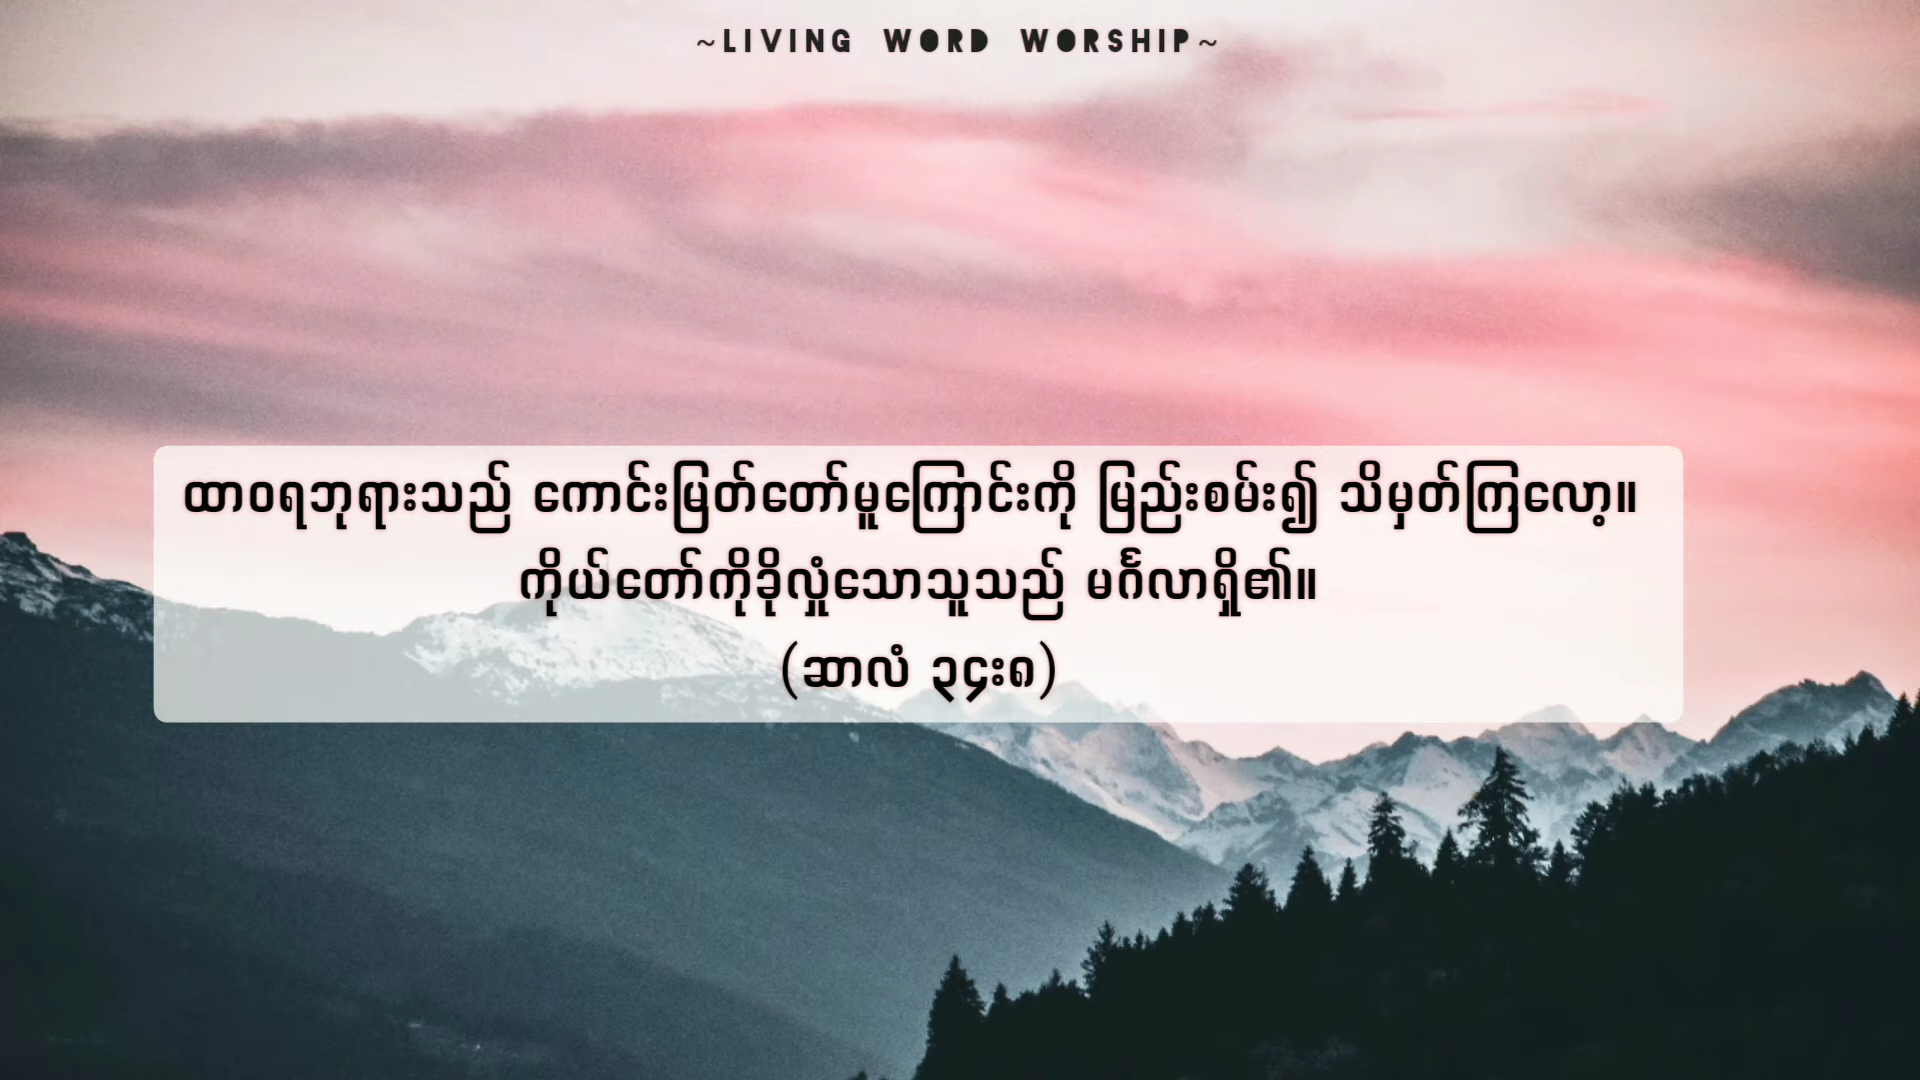 ~LIVING WORD WORSHIP~
ထာဝရဘုရားသည် ကောင်းမြတ်တော်မူကြောင်းကို မြည်းစမ်း၍ သိမှတ်ကြလော့။
ကိုယ်တော်ကိုခိုလှုံသောသူသည် မင်္ဂလာရှိ၏။
(ဆာလံ ၃၄း၈)